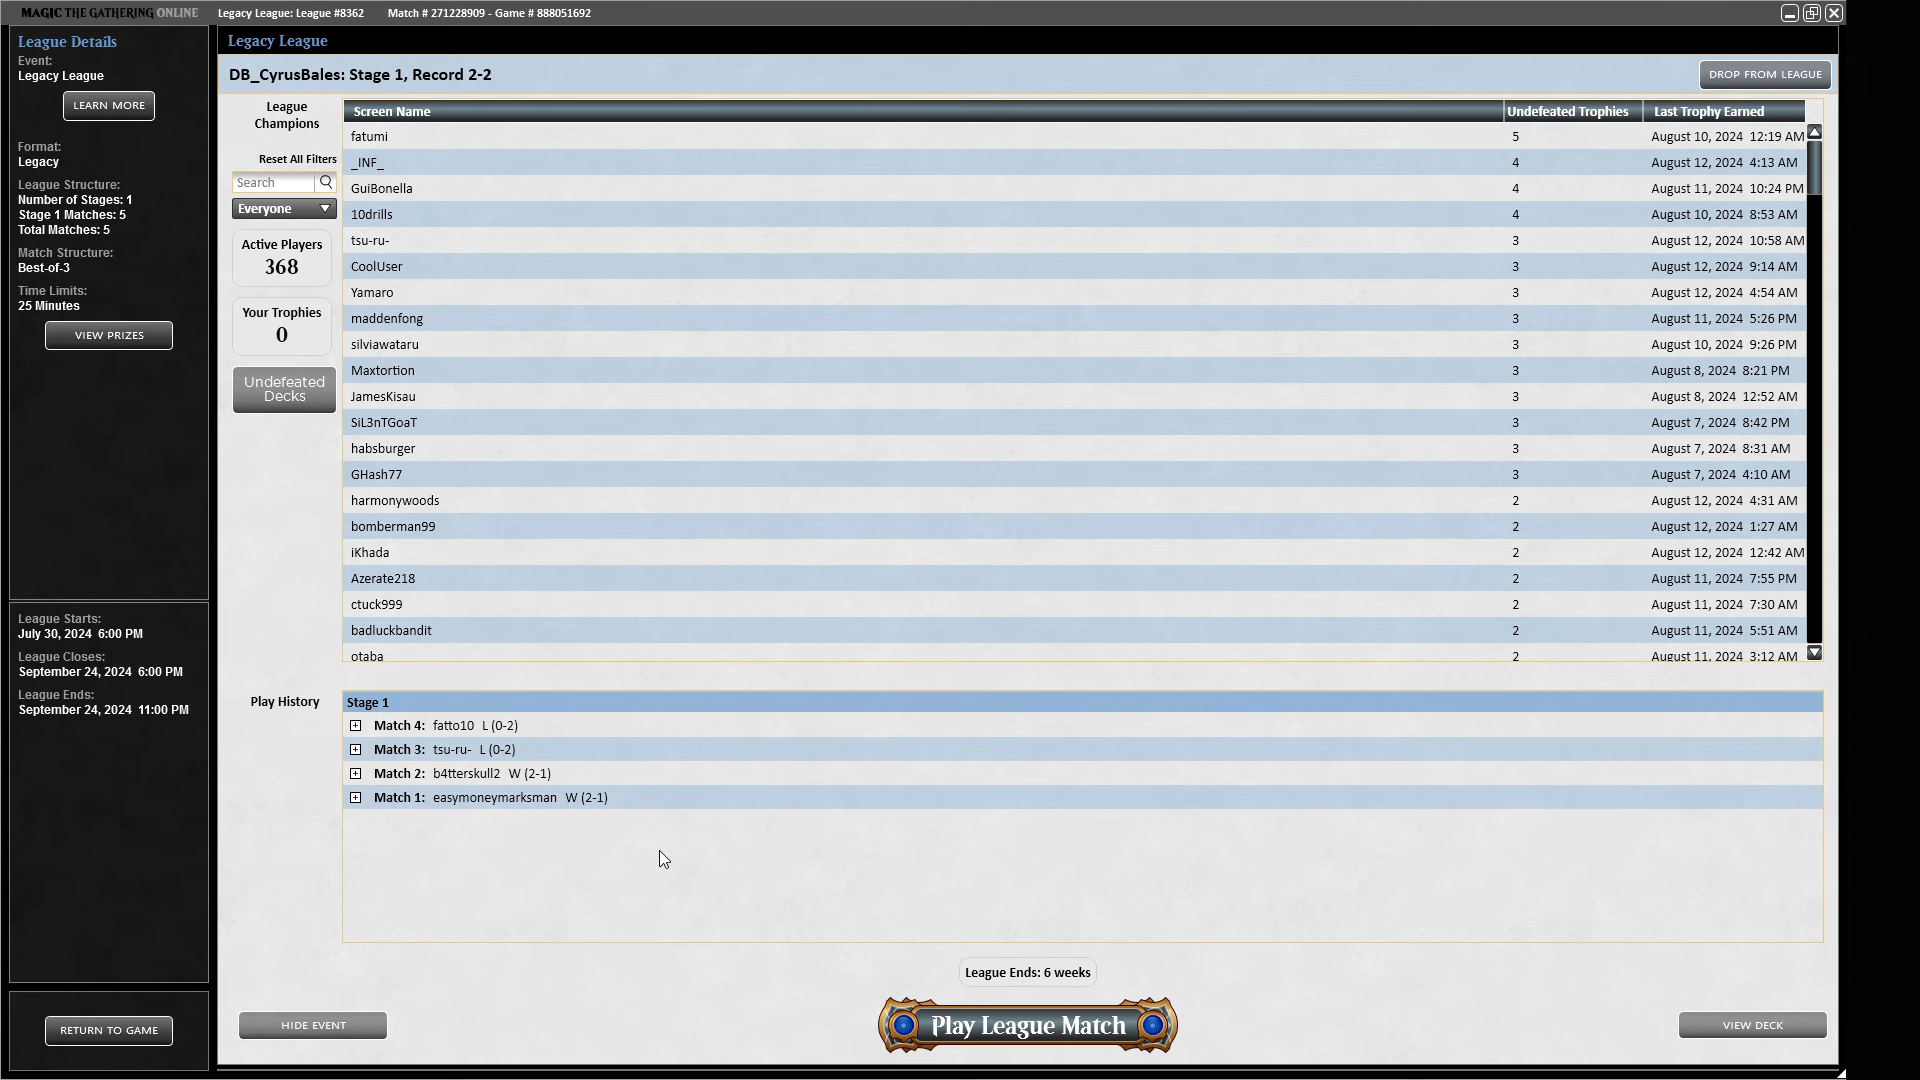 MAGIC THE GATHERING ONLINE
Legacy League: League #8362 Match # 271228909 - Game # 888051692
League Details
Event:
Legacy League
LEARN MORE
Format:
Legacy
League Structure:
Number of Stages: 1
Stage 1 Matches: 5
Total Matches: 5
Match Structure:
Best-of-3
Time Limits:
25 Minutes
VIEW PRIZES
League Starts:
July 30, 2024 6:00 PM
League Closes:
September 24, 2024 6:00 PM
League Ends:
September 24, 2024 11:00 PM
RETURN TO GAME
Legacy League
DB_CyrusBales: Stage 1, Record 2-2
DROP FROM LEAGUE
League
Champions
Reset All Filters
Search
Everyone
Active Players
368
Your Trophies
0
Undefeated
Decks
Screen Name Undefeated Trophies Last Trophy Earned
fatumi 5 August 10, 2024 12:19 AM
_INF_ 4 August 12, 2024 4:13 AM
GuiBonella 4 August 11, 2024 10:24 PM
10drills 4 August 10, 2024 8:53 AM
tsu-ru- 3 August 12, 2024 10:58 AM
CoolUser 3 August 12, 2024 9:14 AM
Yamaro 3 August 12, 2024 4:54 AM
maddenfong 3 August 11, 2024 5:26 PM
silviawataru 3 August 10, 2024 9:26 PM
Maxtortion 3 August 8, 2024 8:21 PM
JamesKisau 3 August 8, 2024 12:52 AM
SiL3nTGoaT 3 August 7, 2024 8:42 PM
habsburger 3 August 7, 2024 8:31 AM
GHash77 3 August 7, 2024 4:10 AM
harmonywoods 2 August 12, 2024 4:31 AM
bomberman99 2 August 12, 2024 1:27 AM
iKhada 2 August 12, 2024 12:42 AM
Azerate218 2 August 11, 2024 7:55 PM
ctuck999 2 August 11, 2024 7:30 AM
badluckbandit 2 August 11, 2024 5:51 AM
otaba 2 August 11, 2024 3:12 AM
Play History
Stage 1
Match 4: fatto10 L (0-2)
Match 3: tsu-ru- L (0-2)
Match 2: b4tterskull2 W (2-1)
Match 1: easymoneymarksman W (2-1)
League Ends: 6 weeks
HIDE EVENT
Play League Match
VIEW DECK